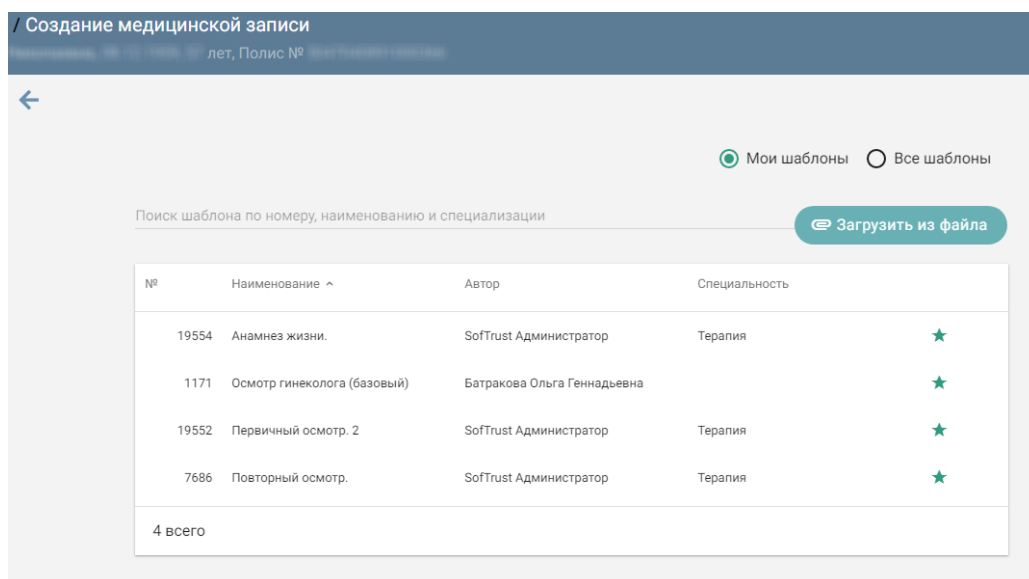 / Создание медицинской записи
лет, Полис №
Мои шаблоны Все шаблоны
Поиск шаблона по номеру, наименованию и специализации
Загрузить из файла
№ Наименование Автор Специальность
19554 Анамнез жизни. SofTrust Администратор Терапия
1171 Осмотр гинеколога (базовый) Батракова Ольга Геннадьевна
19552 Первичный осмотр. 2 SofTrust Администратор Терапия
7686 Повторный осмотр. SofTrust Администратор Терапия
4 всего